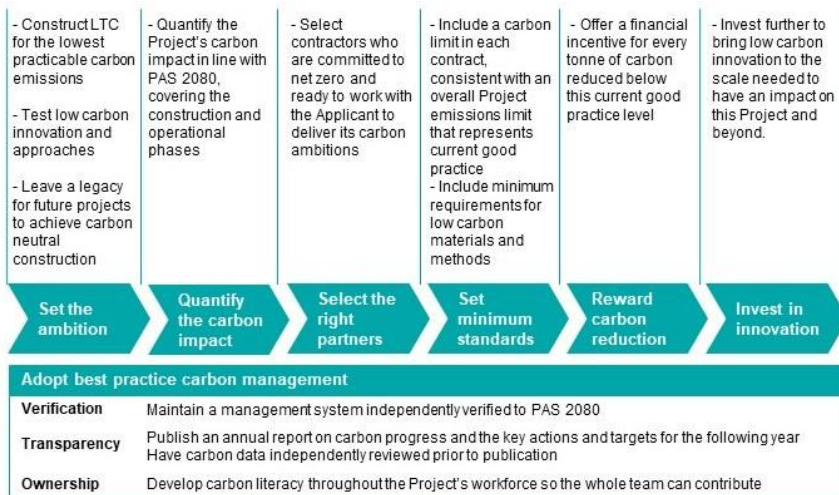 - Construct LTC
for the lowest
practicable carbon
emissions
- Test low carbon
innovation and
approaches
- Leave a legacy
for future projects
to achieve carbon
neutral
construction
- Quantify the
Project's carbon
impact in line with
PAS 2080,
covering the
construction and
operational
phases
- Select
contractors who
are committed to
net zero and
ready to work with
the Applicant to
deliver its carbon
ambitions
- Include a carbon
limit in each
contract,
consistent with an
overall Project
emissions limit
that represents
current good
practice
- Include minimum
requirements for
low carbon
materials and
methods
- Offer a financial
incentive for every
tonne of carbon
reduced below
this current good
practice level
- Invest further to
bring low carbon
innovation to the
scale needed to
have an impact on
this Project and
beyond.
Set the
ambition
Quantify
the carbon
impact
Select the
right
partners
Set
minimum
standards
Reward
carbon
reduction
Invest in
innovation
Adopt best practice carbon management
Verification Maintain a management system independently verified to PAS 2080
Transparency Publish an annual report on carbon progress and the key actions and targets for the following year
Have carbon data independently reviewed prior to publication
Ownership Develop carbon literacy throughout the Project's workforce so the whole team can contribute